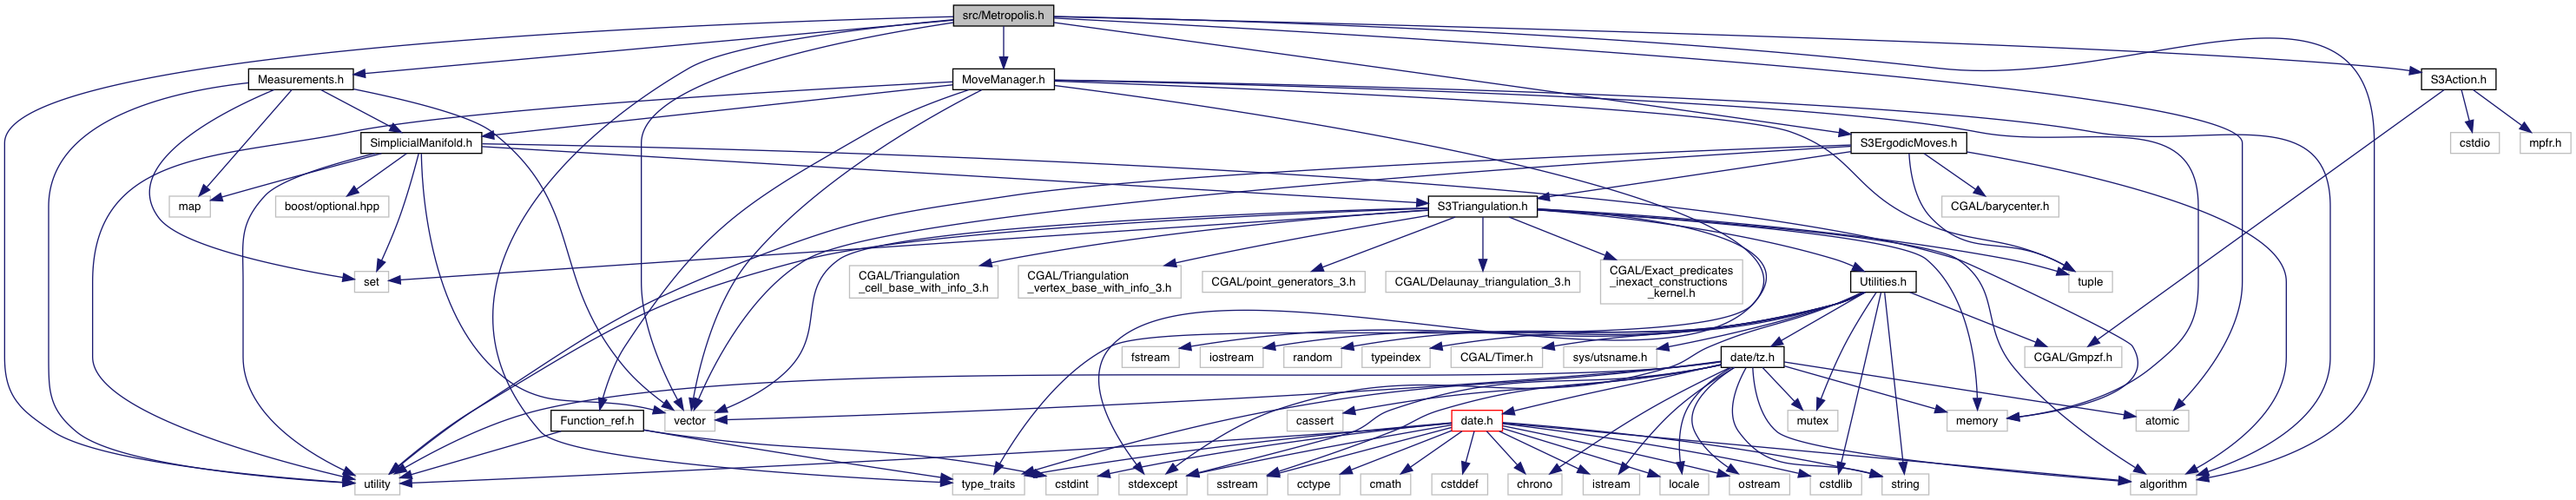 src/Metropolis.h
Measurements.h
MoveManager.h
S3Action.h
SimplicialManifold.h
S3ErgodicMoves.h
cstdio
mpfr.h
map
boost/optional.hpp
S3Triangulation.h
CGAL/barycenter.h
set
CGAL/Triangulation
_cell_base_with_info_3.h
CGAL/Triangulation
_vertex_base_with_info_3.h
CGAL/point_generators_3.h
CGAL/Delaunay_triangulation_3.h
CGAL/Exact_predicates
_inexact_constructions
_kernel.h
Utilities.h
tuple
fstream
iostream
random
typeindex
CGAL/Timer.h
sys/utsname.h
date/tz.h
CGAL/Gmpzf.h
Function_ref.h
vector
cassert
date.h
mutex
memory
atomic
utility
type_traits
cstdint
stdexcept
sstream
cctype
cmath
cstddef
chrono
istream
locale
ostream
cstdlib
string
algorithm